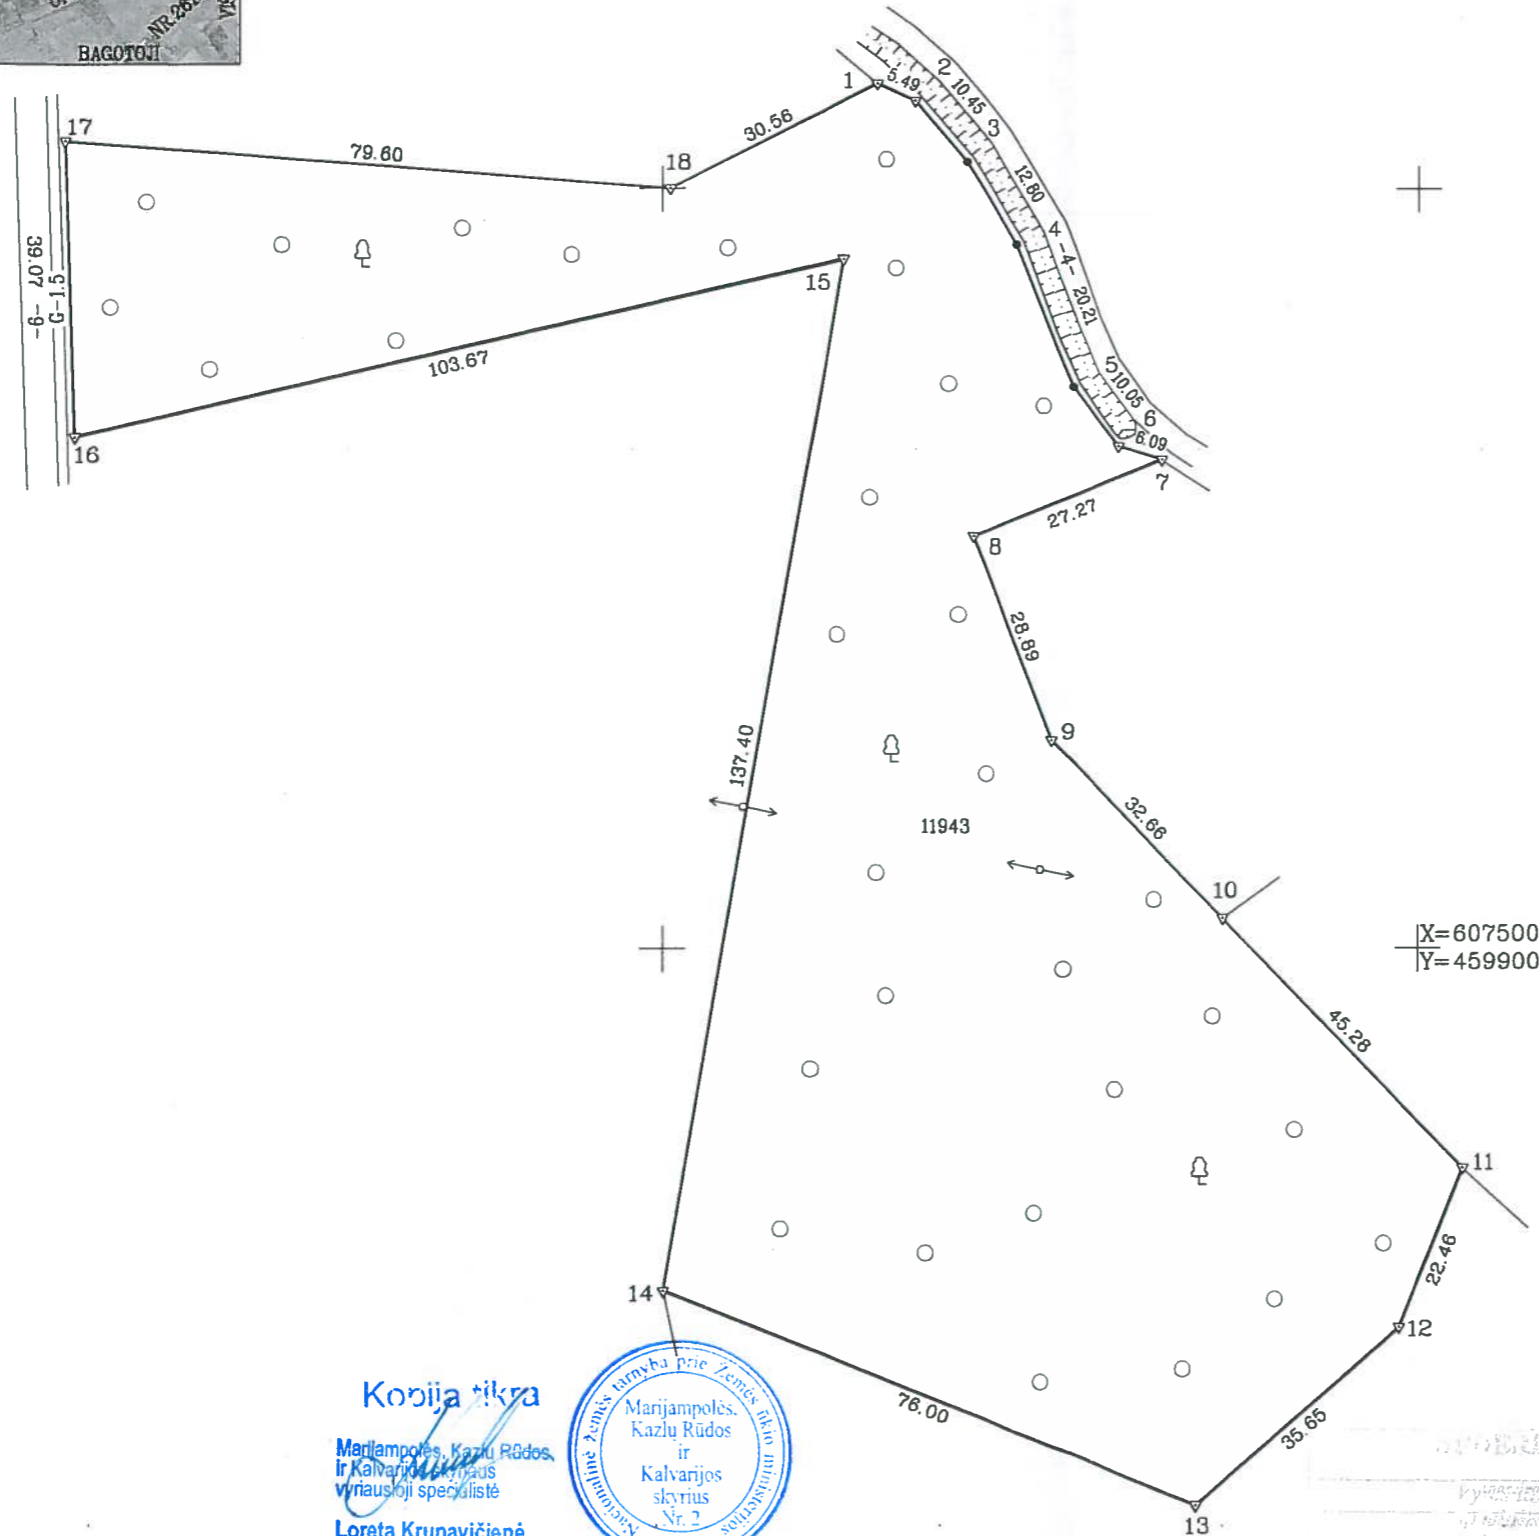 NR.26
BAGOTOJI
1
5.49
2
10.45
3
12.80
4
-4-
20.21
5
10.05
6
6.09
7
17
79.60
18
30.56
39.07 -9-
G-1.5
15
103.67
16
27.27
8
28.89
9
137.40
32.66
11943
10
X=607500
Y=459900
45.28
11
22.46
14
12
76.00
35.65
13
Kopija tikra
Marijampolės, Kazlų Rūdos
ir Kalvarijos skyriaus
vyriausioji specialistė
Loreta Krunavičienė
Nacionalinė žemės tarnyba prie Žemės ūkio ministerijos
Marijampolės,
Kazlų Rūdos
ir
Kalvarijos
skyrius
Nr. 2